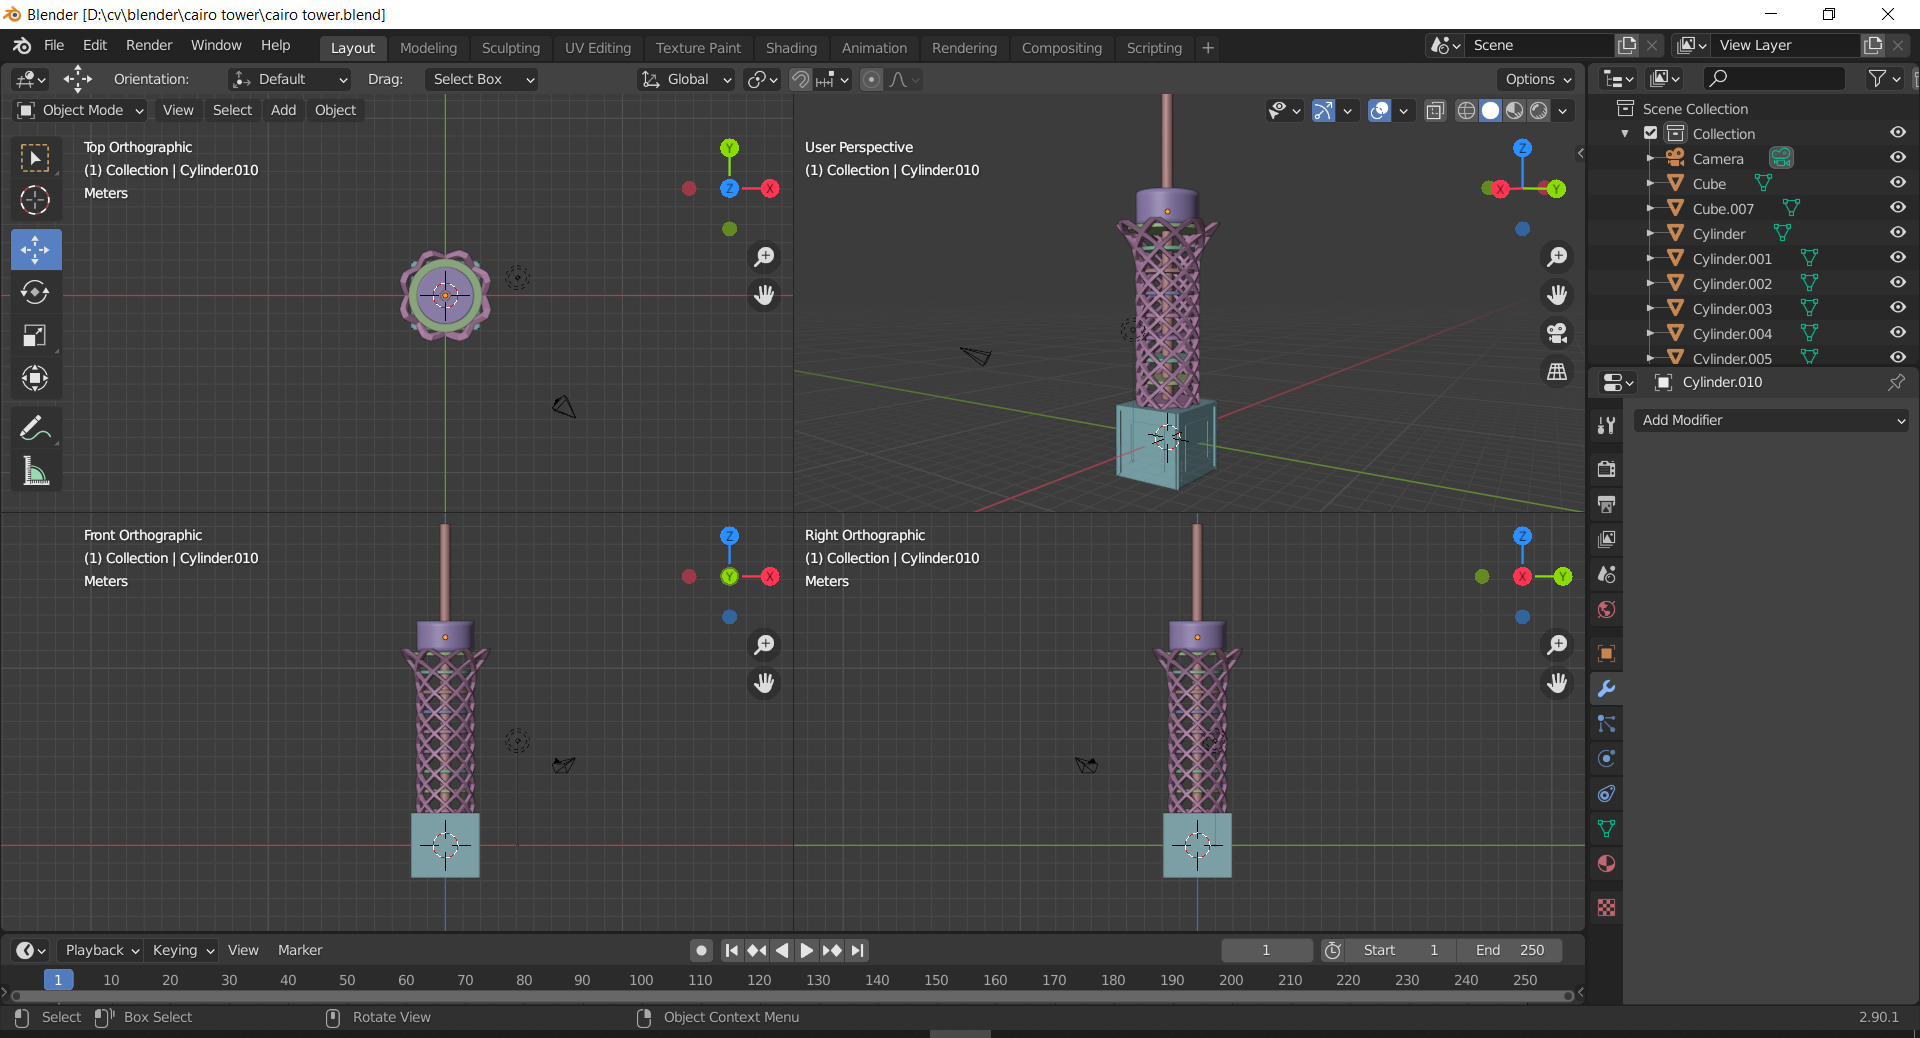 Blender [D:\cv\blender\cairo tower\cairo tower.blend]
File Edit Render Window Help Layout Modeling Sculpting UV Editing Texture Paint Shading Animation Rendering Compositing Scripting + Scene View Layer
Orientation: Default Drag: Select Box Global Options
Object Mode View Select Add Object
Top Orthographic
(1) Collection | Cylinder.010
Meters
Y
Z
X
User Perspective
(1) Collection | Cylinder.010
Z
X
Y
Front Orthographic
(1) Collection | Cylinder.010
Meters
Z
Y
X
Right Orthographic
(1) Collection | Cylinder.010
Meters
Z
X
Y
Scene Collection
Collection
Camera
Cube
Cube.007
Cylinder
Cylinder.001
Cylinder.002
Cylinder.003
Cylinder.004
Cylinder.005
Cylinder.010
Add Modifier
Playback Keying View Marker 1 Start 1 End 250
1 10 20 30 40 50 60 70 80 90 100 110 120 130 140 150 160 170 180 190 200 210 220 230 240 250
Select Box Select Rotate View Object Context Menu 2.90.1